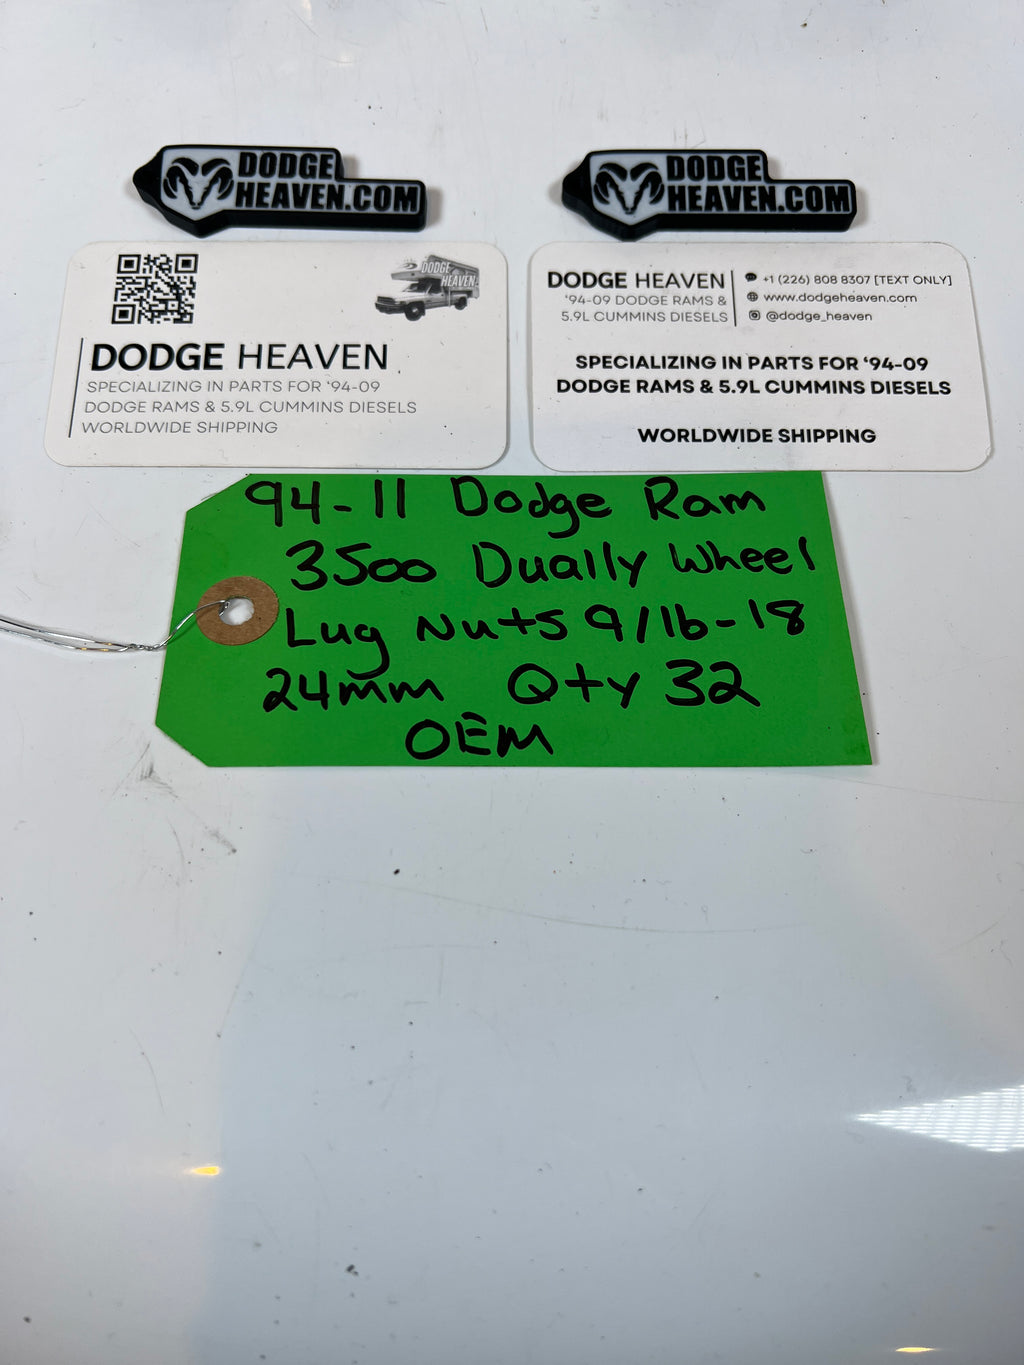 DODGE
HEAVEN.COM
DODGE
HEAVEN.COM
DODGE
HEAVEN
DODGE HEAVEN
SPECIALIZING IN PARTS FOR '94-09
DODGE RAMS & 5.9L CUMMINS DIESELS
WORLDWIDE SHIPPING
DODGE HEAVEN
'94-09 DODGE RAMS &
5.9L CUMMINS DIESELS
+1 (226) 808 8307 [TEXT ONLY]
www.dodgeheaven.com
@dodge_heaven
SPECIALIZING IN PARTS FOR '94-09
DODGE RAMS & 5.9L CUMMINS DIESELS
WORLDWIDE SHIPPING
94-11 Dodge Ram
3500 Dually Wheel
Lug Nuts 9/16-18
24mm Qty 32
OEM